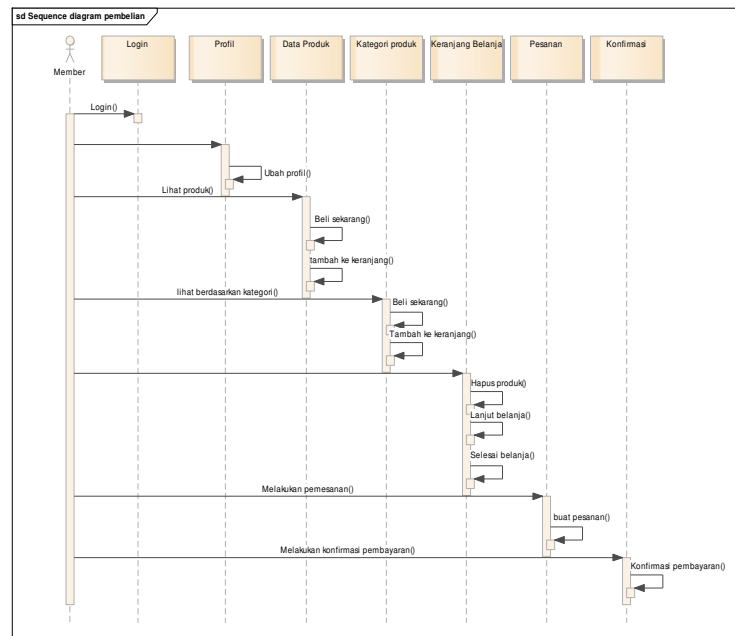 sd Sequence diagram pembelian
Member
Login
Profil
Data Produk
Kategori produk
Keranjang Belanja
Pesanan
Konfirmasi
Login()
Ubah profil()
Lihat produk()
Beli sekarang()
tambah ke keranjang()
lihat berdasarkan kategori()
Beli sekarang()
Tambah ke keranjang()
Hapus produk()
Lanjut belanja()
Selesai belanja()
Melakukan pemesanan()
buat pesanan()
Melakukan konfirmasi pembayaran()
Konfirmasi pembayaran()